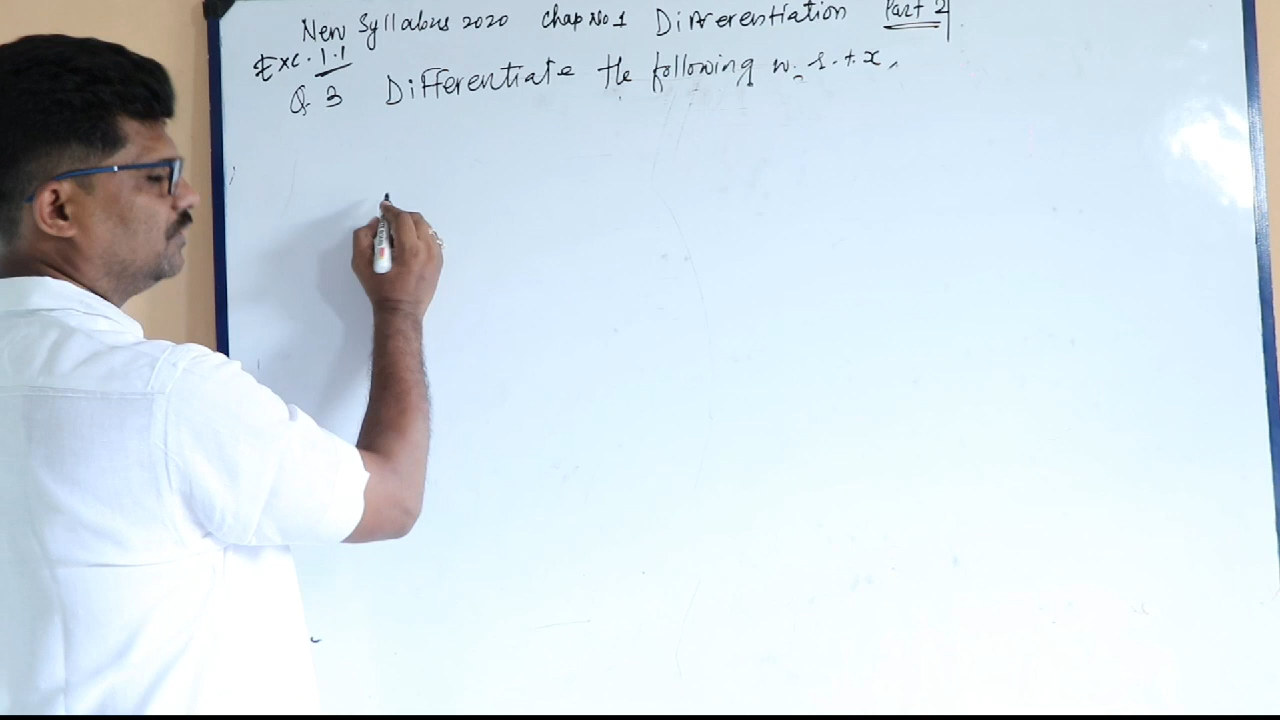 New Syllabus 2020 Chap No 1 Differentiation Part 2
Exc. 1.1
Q. 3 Differentiate the following w. r. t. x.